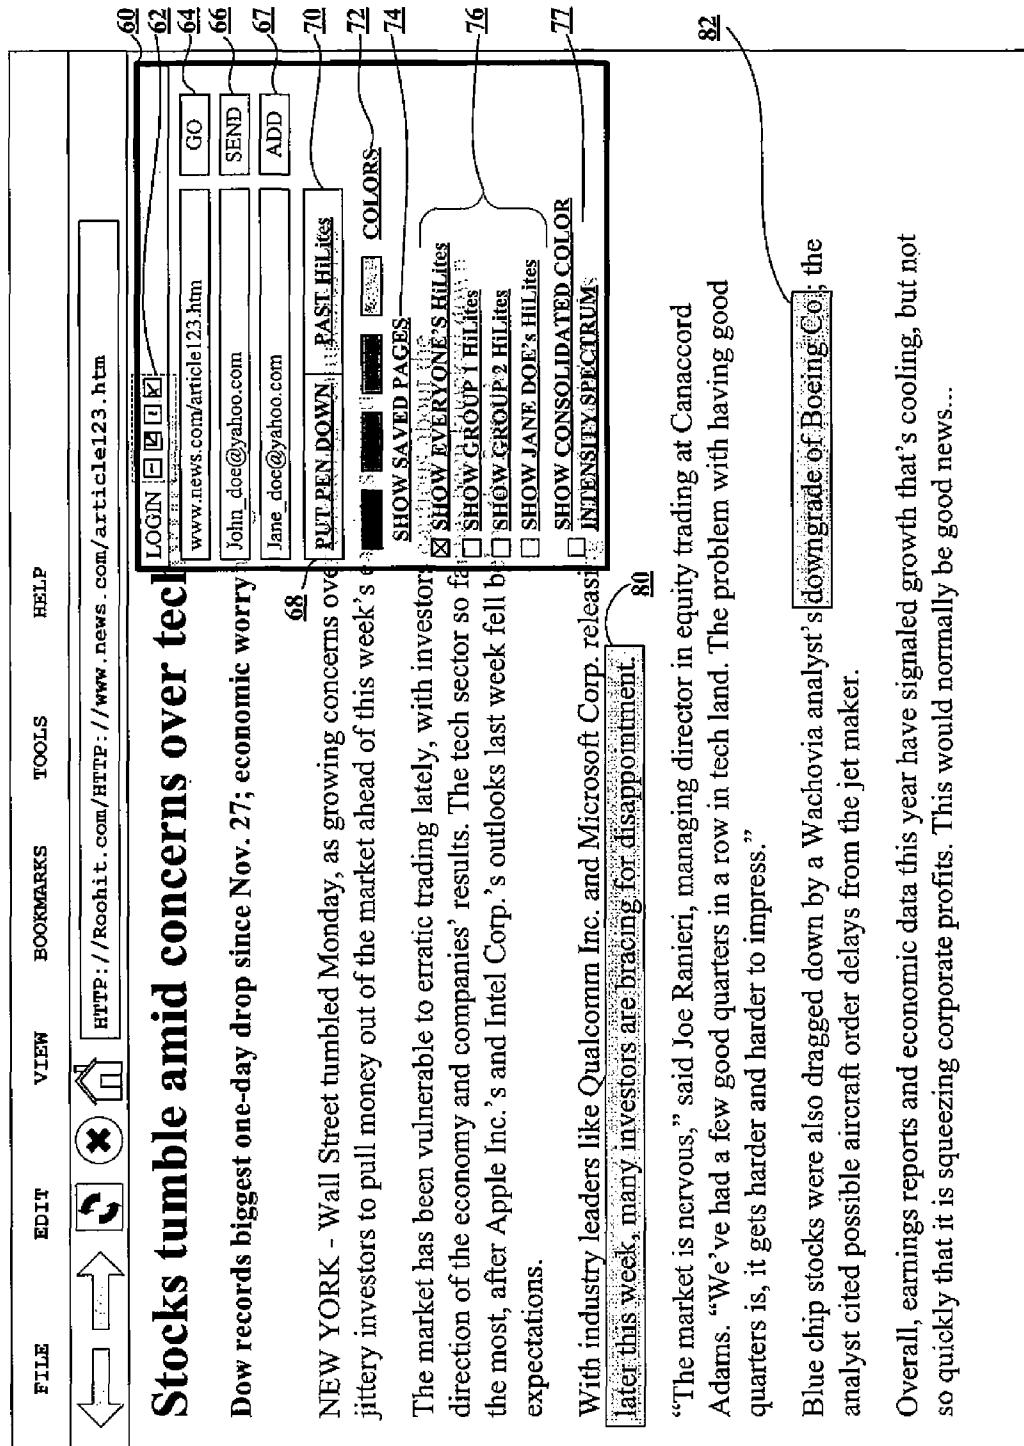 FILE EDIT VIEW BOOKMARKS TOOLS HELP
HTTP://Roohit.com/HTTP://www.news.com/article123.htm
Stocks tumble amid concerns over tech
Dow records biggest one-day drop since Nov. 27; economic worry
NEW YORK - Wall Street tumbled Monday, as growing concerns ove
jittery investors to pull money out of the market ahead of this week's e
The market has been vulnerable to erratic trading lately, with investors
direction of the economy and companies' results. The tech sector so fa
the most, after Apple Inc.'s and Intel Corp.'s outlooks last week fell be
expectations.
With industry leaders like Qualcomm Inc. and Microsoft Corp. releasi
later this week, many investors are bracing for disappointment.
"The market is nervous," said Joe Ranieri, managing director in equity trading at Canaccord
Adams. "We've had a few good quarters in a row in tech land. The problem with having good
quarters is, it gets harder and harder to impress."
Blue chip stocks were also dragged down by a Wachovia analyst's downgrade of Boeing Co.; the
analyst cited possible aircraft order delays from the jet maker.
Overall, earnings reports and economic data this year have signaled growth that's cooling, but not
so quickly that it is squeezing corporate profits. This would normally be good news...
LOGIN
www.news.com/article123.htm GO
John_doe@yahoo.com SEND
Jane_doc@yahoo.com ADD
PUT PEN DOWN PAST HiLites
COLORS
SHOW SAVED PAGES
SHOW EVERYONE'S HiLites
SHOW GROUP 1 HiLites
SHOW GROUP 2 HiLites
SHOW JANE DOE's HiLites
SHOW CONSOLIDATED COLOR
INTENSITY SPECTRUM
60
62
64
66
67
68
70
72
74
76
77
80
82